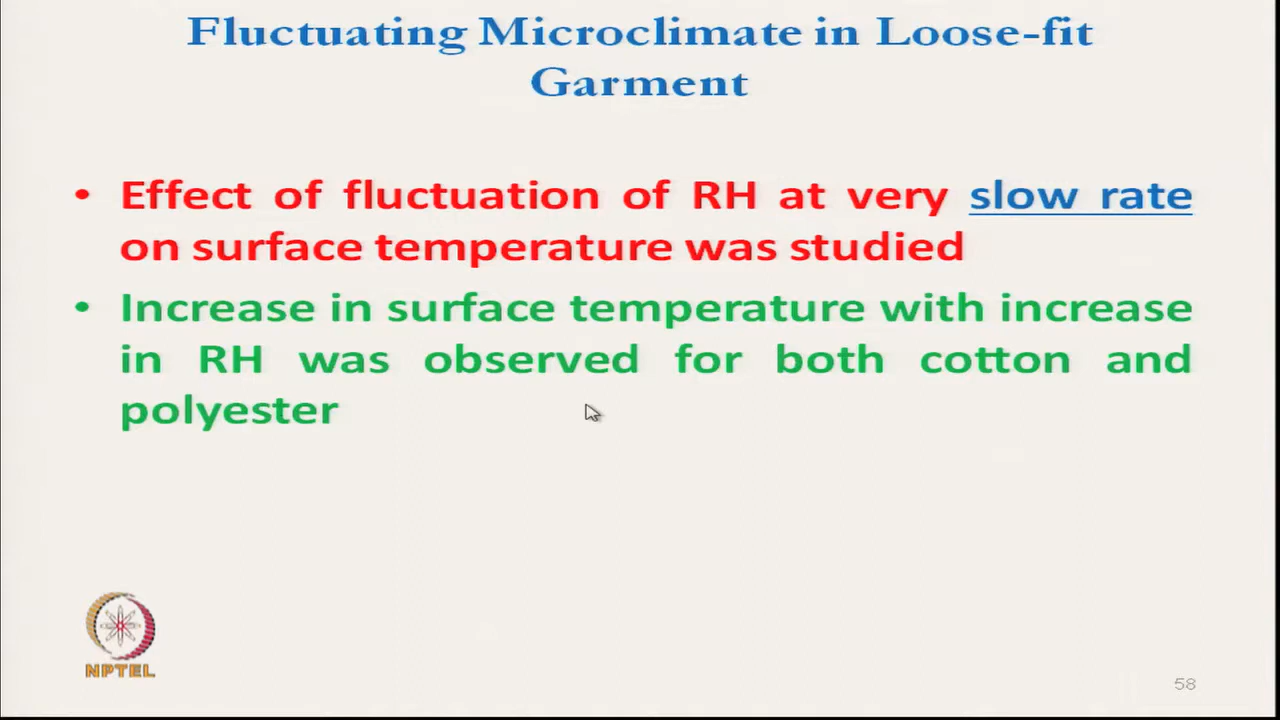 Fluctuating Microclimate in Loose-fit
Garment
• Effect of fluctuation of RH at very slow rate
on surface temperature was studied
• Increase in surface temperature with increase
in RH was observed for both cotton and
polyester
NPTEL
58